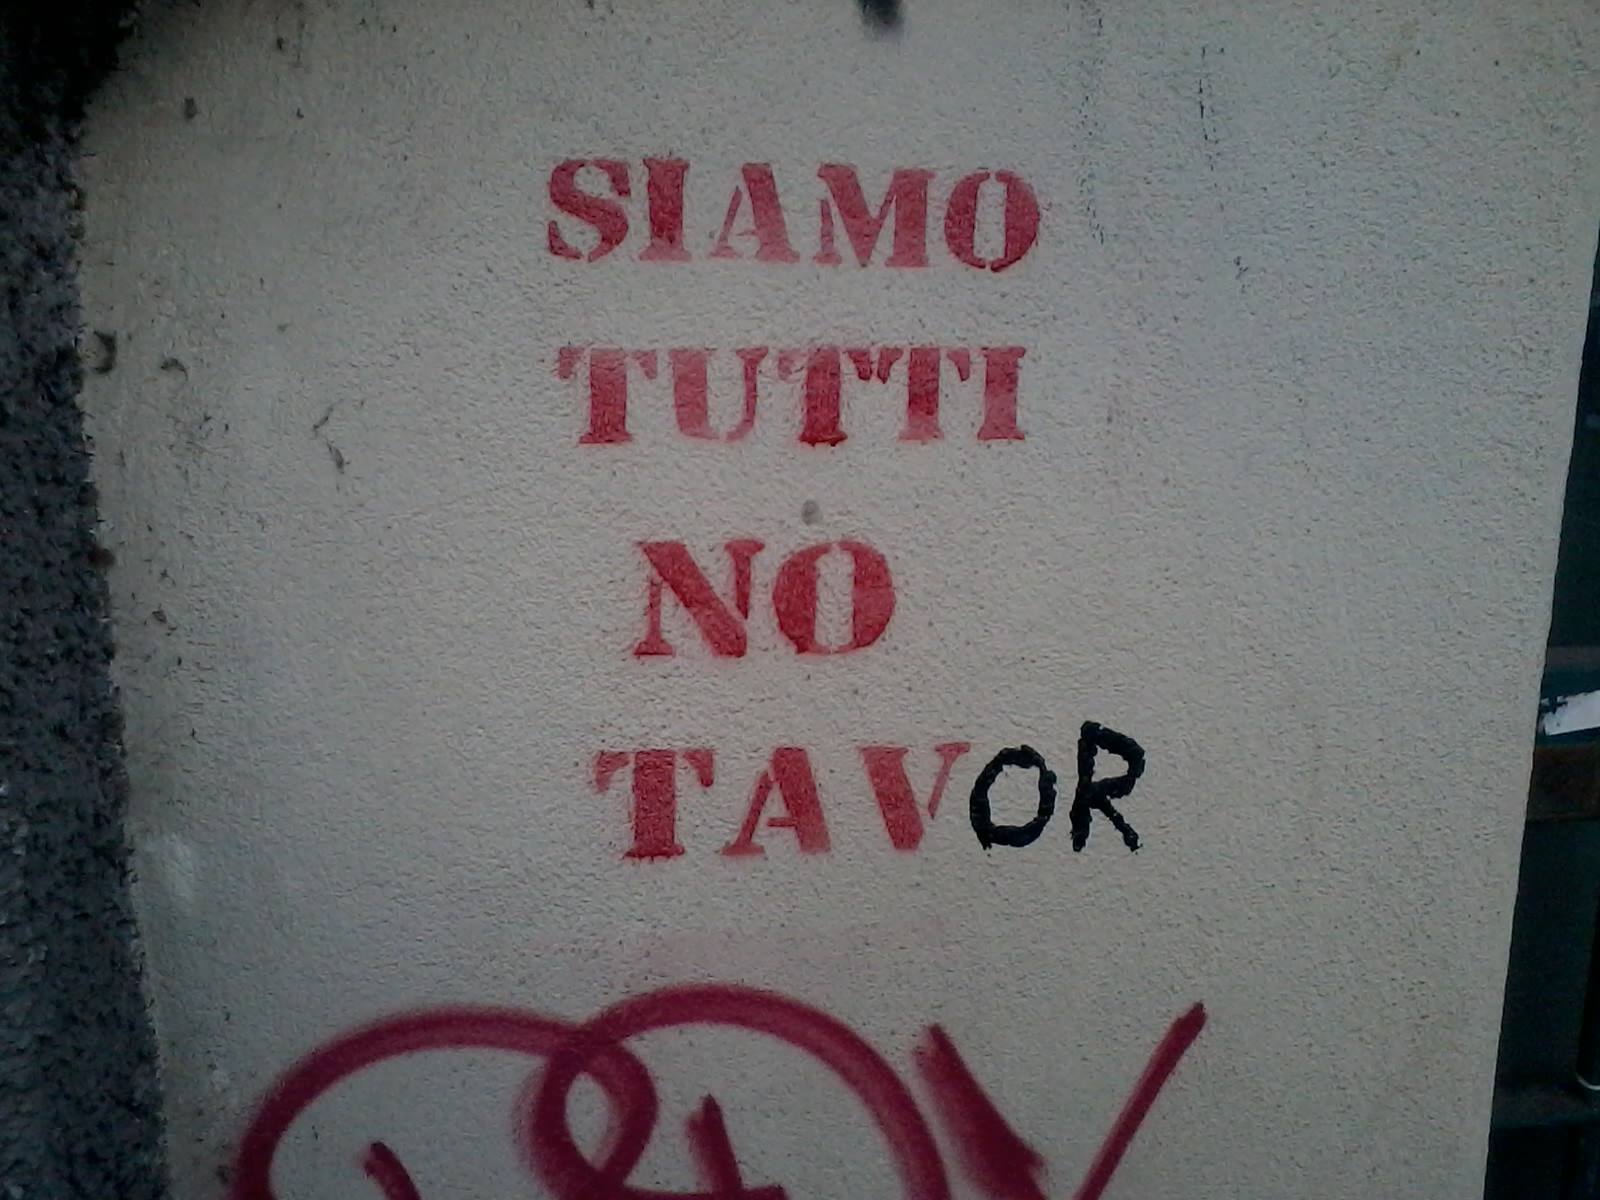 SIAMO
TUTTI
NO
TAVOR